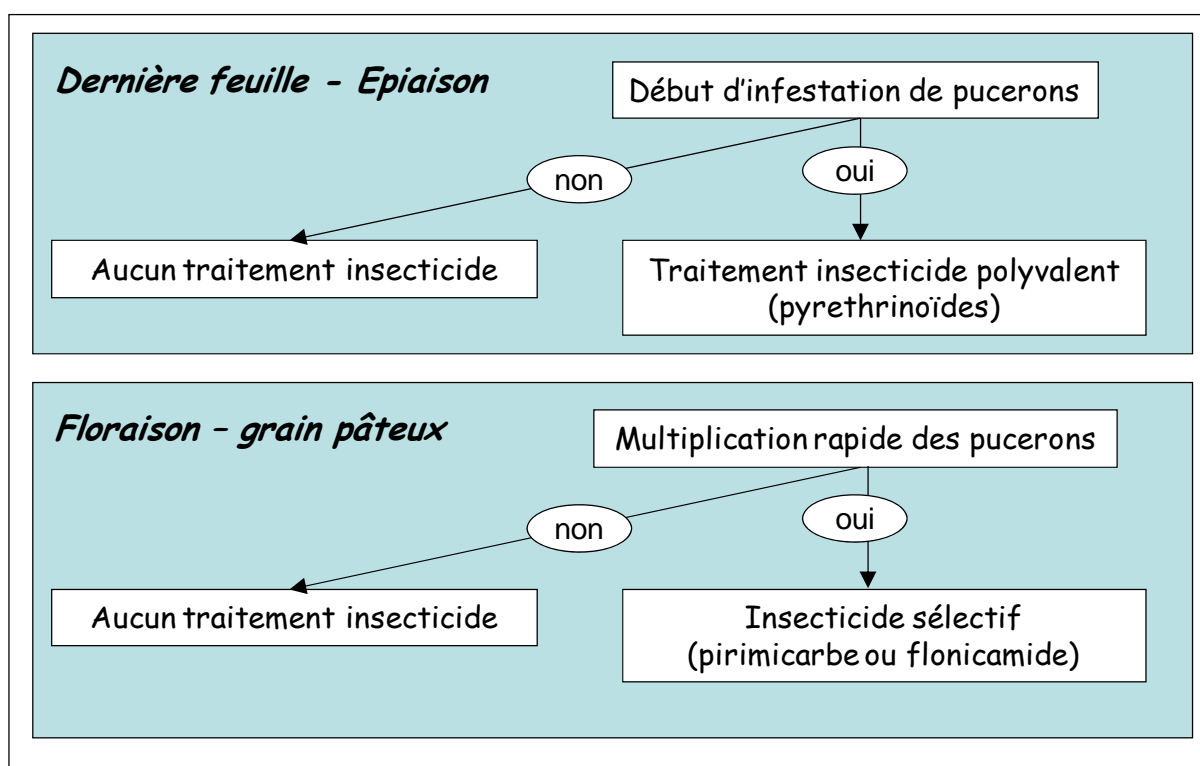 Dernière feuille - Epiaison
Début d'infestation de pucerons
non
oui
Aucun traitement insecticide
Traitement insecticide polyvalent
(pyrethrinoïdes)
Floraison – grain pâteux
Multiplication rapide des pucerons
non
oui
Aucun traitement insecticide
Insecticide sélectif
(pirimicarbe ou flonicamide)